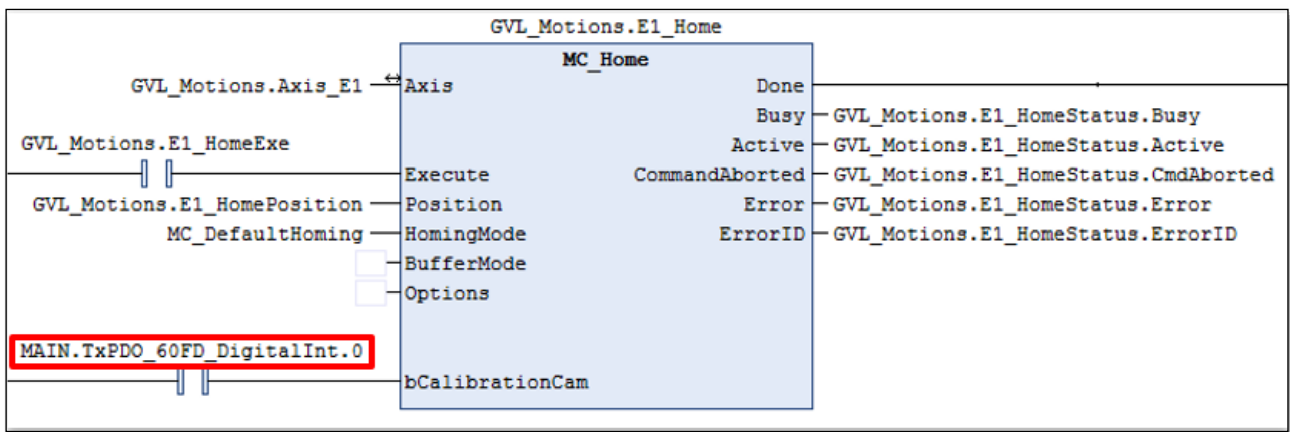 GVL_Motions.E1_Home
MC_Home
GVL_Motions.Axis_E1 Axis Done
Busy GVL_Motions.E1_HomeStatus.Busy
GVL_Motions.E1_HomeExe Active GVL_Motions.E1_HomeStatus.Active
Execute CommandAborted GVL_Motions.E1_HomeStatus.CmdAborted
GVL_Motions.E1_HomePosition Position Error GVL_Motions.E1_HomeStatus.Error
MC_DefaultHoming HomingMode ErrorID GVL_Motions.E1_HomeStatus.ErrorID
BufferMode
Options
MAIN.TxPDO_60FD_DigitalInt.0
bCalibrationCam